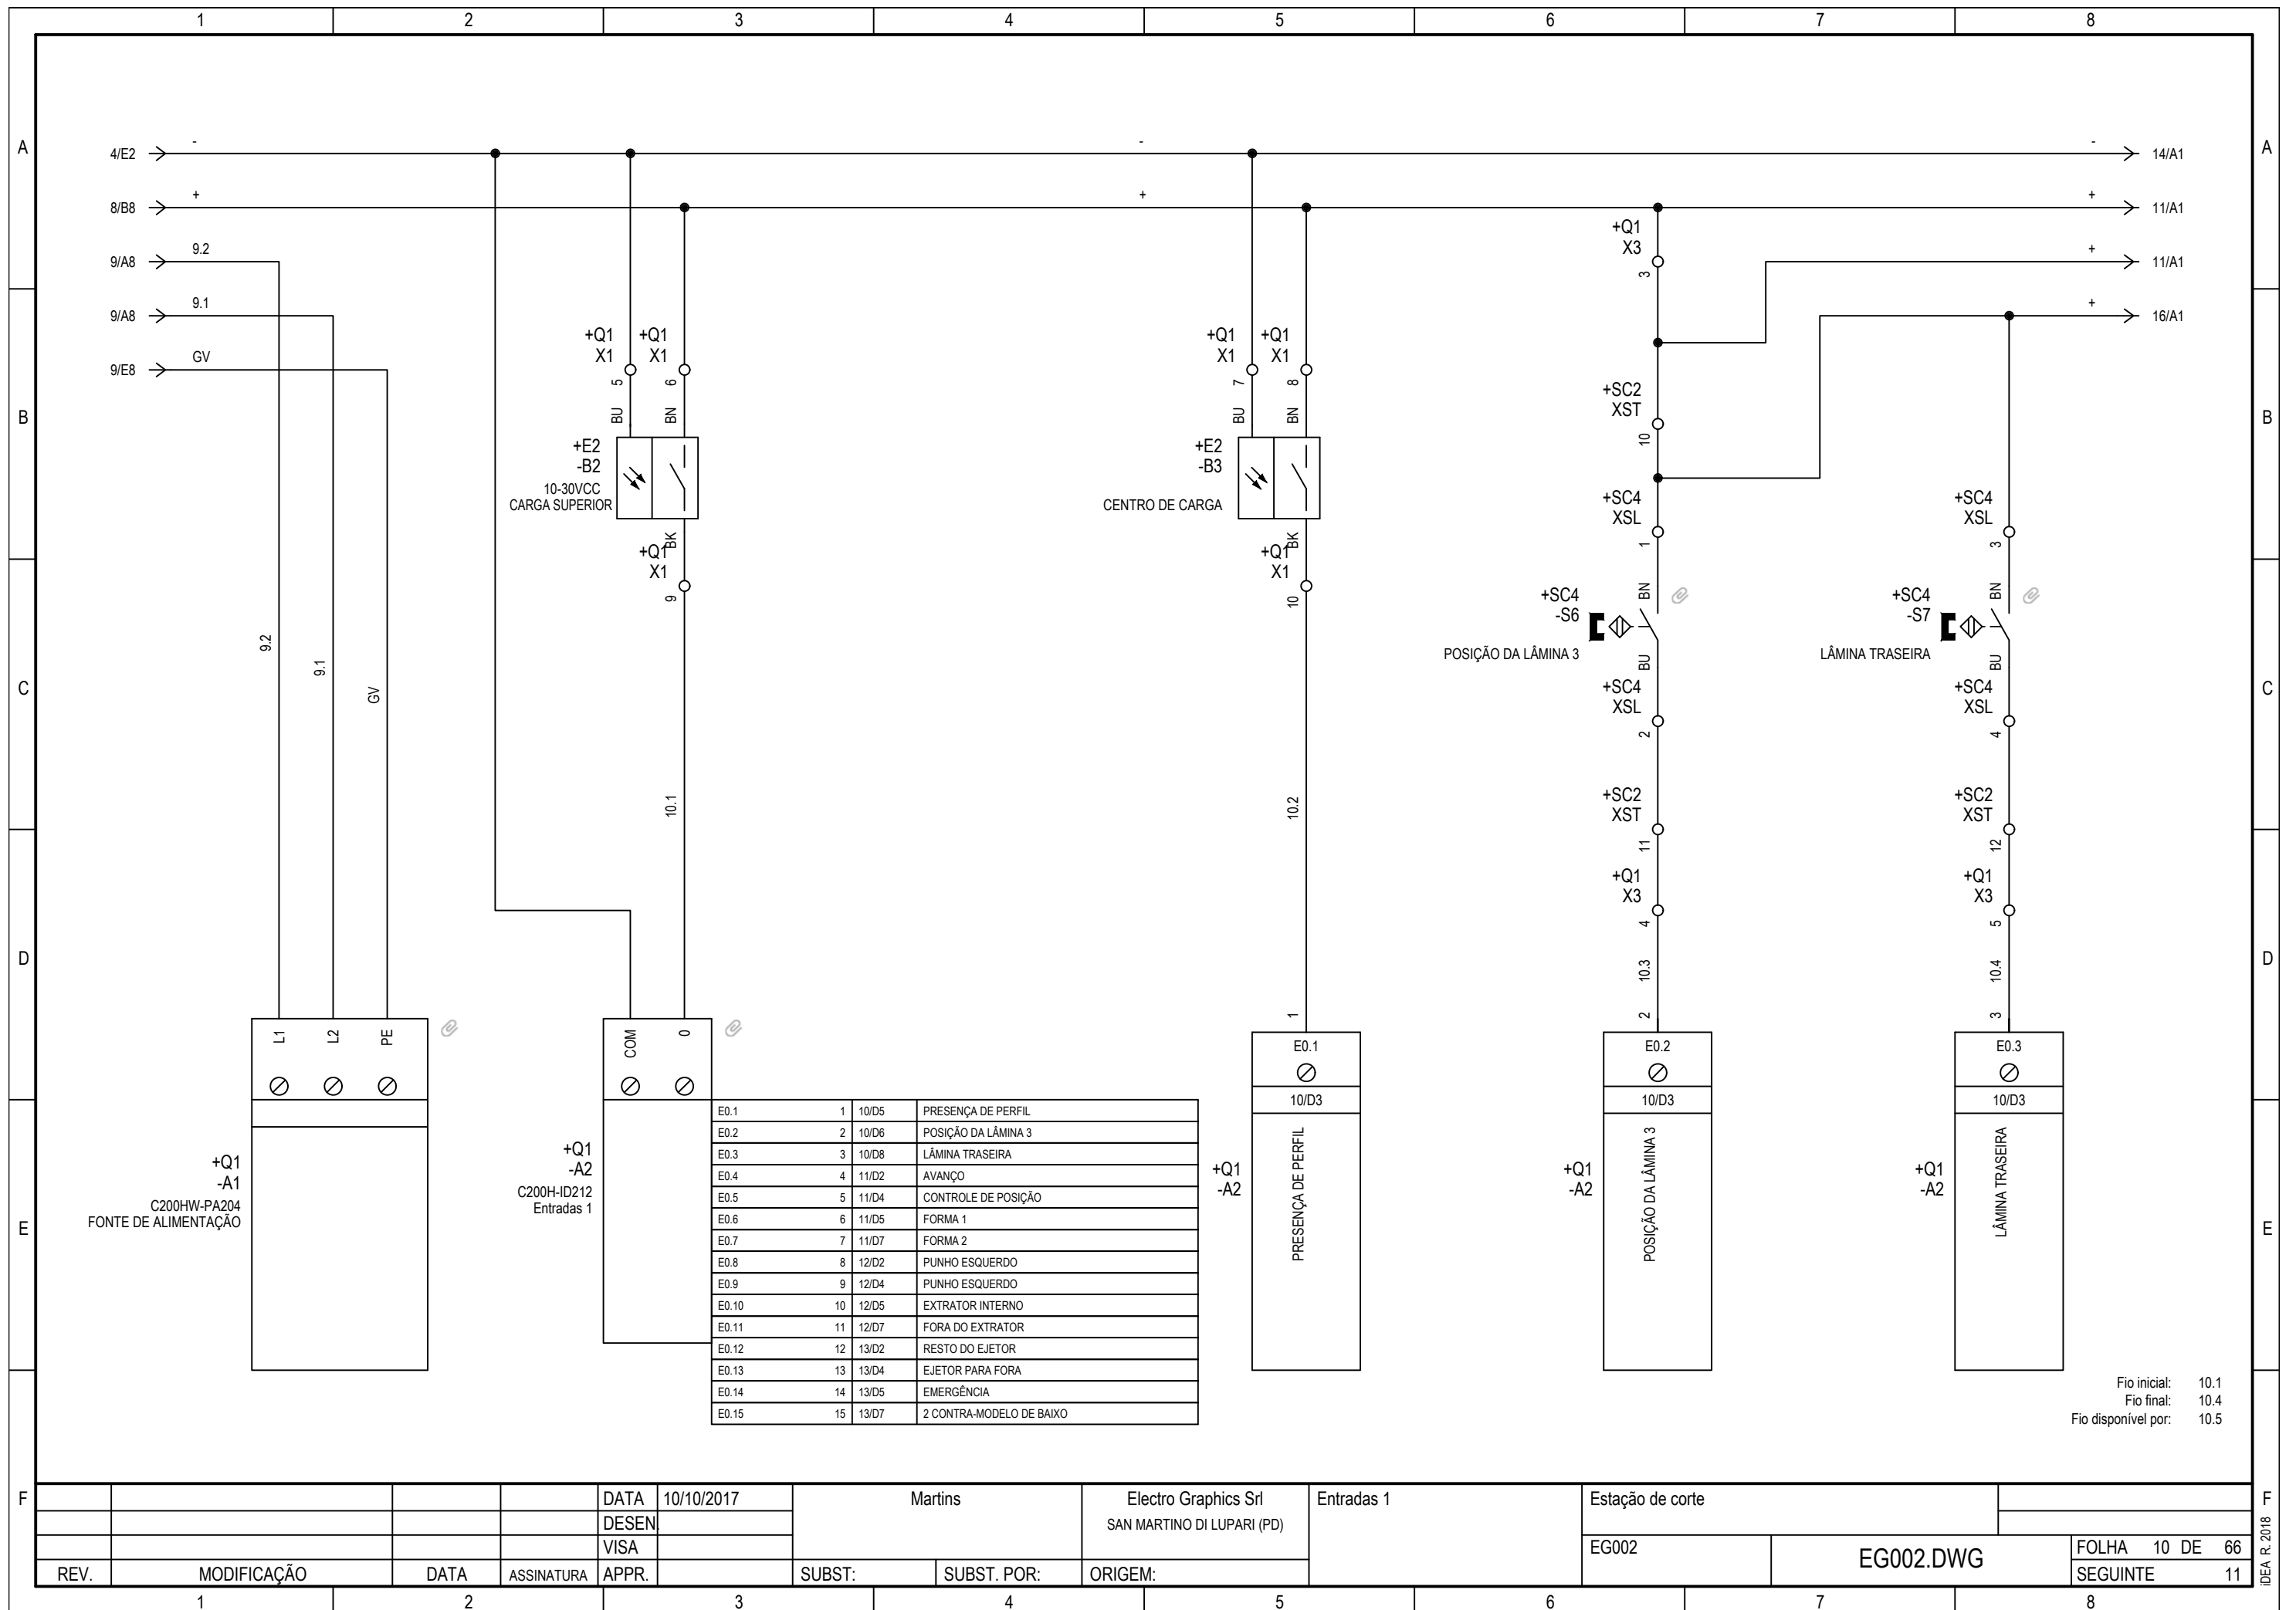 1 2 3 4 5 6 7 8
A A
4/E2 - - - 14/A1
8/B8 + + + 11/A1
9/A8 9.2 + 11/A1
9/A8 9.1 + 16/A1
9/E8 GV
+Q1
X3
3
B B
+Q1 +Q1
X1 X1
5 6
BU BN
+E2
-B2
10-30VCC
CARGA SUPERIOR
BK
+Q1
X1
9
10.1
+Q1 +Q1
X1 X1
7 8
BU BN
+E2
-B3
CENTRO DE CARGA
BK
+Q1
X1
10
10.2
+SC2
XST
10
+SC4
XSL
1
BN
+SC4
-S6
POSIÇÃO DA LÂMINA 3
BU
+SC4
XSL
2
+SC2
XST
11
+Q1
X3
4
10.3
+SC4
XSL
3
BN
+SC4
-S7
LÂMINA TRASEIRA
BU
+SC4
XSL
4
+SC2
XST
12
+Q1
X3
5
10.4
C C
9.2
9.1
GV
D D
L1 L2 PE
+Q1
-A1
C200HW-PA204
FONTE DE ALIMENTAÇÃO
COM 0
+Q1
-A2
C200H-ID212
Entradas 1
E0.1 1 10/D5 PRESENÇA DE PERFIL
E0.2 2 10/D6 POSIÇÃO DA LÂMINA 3
E0.3 3 10/D8 LÂMINA TRASEIRA
E0.4 4 11/D2 AVANÇO
E0.5 5 11/D4 CONTROLE DE POSIÇÃO
E0.6 6 11/D5 FORMA 1
E0.7 7 11/D7 FORMA 2
E0.8 8 12/D2 PUNHO ESQUERDO
E0.9 9 12/D4 PUNHO ESQUERDO
E0.10 10 12/D5 EXTRATOR INTERNO
E0.11 11 12/D7 FORA DO EXTRATOR
E0.12 12 13/D2 RESTO DO EJETOR
E0.13 13 13/D4 EJETOR PARA FORA
E0.14 14 13/D5 EMERGÊNCIA
E0.15 15 13/D7 2 CONTRA-MODELO DE BAIXO
1
E0.1
10/D3
PRESENÇA DE PERFIL
+Q1
-A2
2
E0.2
10/D3
POSIÇÃO DA LÂMINA 3
+Q1
-A2
3
E0.3
10/D3
LÂMINA TRASEIRA
+Q1
-A2
E E
Fio inicial: 10.1
Fio final: 10.4
Fio disponível por: 10.5
F F
DATA 10/10/2017
DESEN.
VISA
REV. MODIFICAÇÃO DATA ASSINATURA APPR.
Martins
SUBST: SUBST. POR:
Electro Graphics Srl
SAN MARTINO DI LUPARI (PD)
ORIGEM:
Entradas 1
Estação de corte
EG002
EG002.DWG
FOLHA 10 DE 66
SEGUINTE 11
iDEA R. 2018
1 2 3 4 5 6 7 8